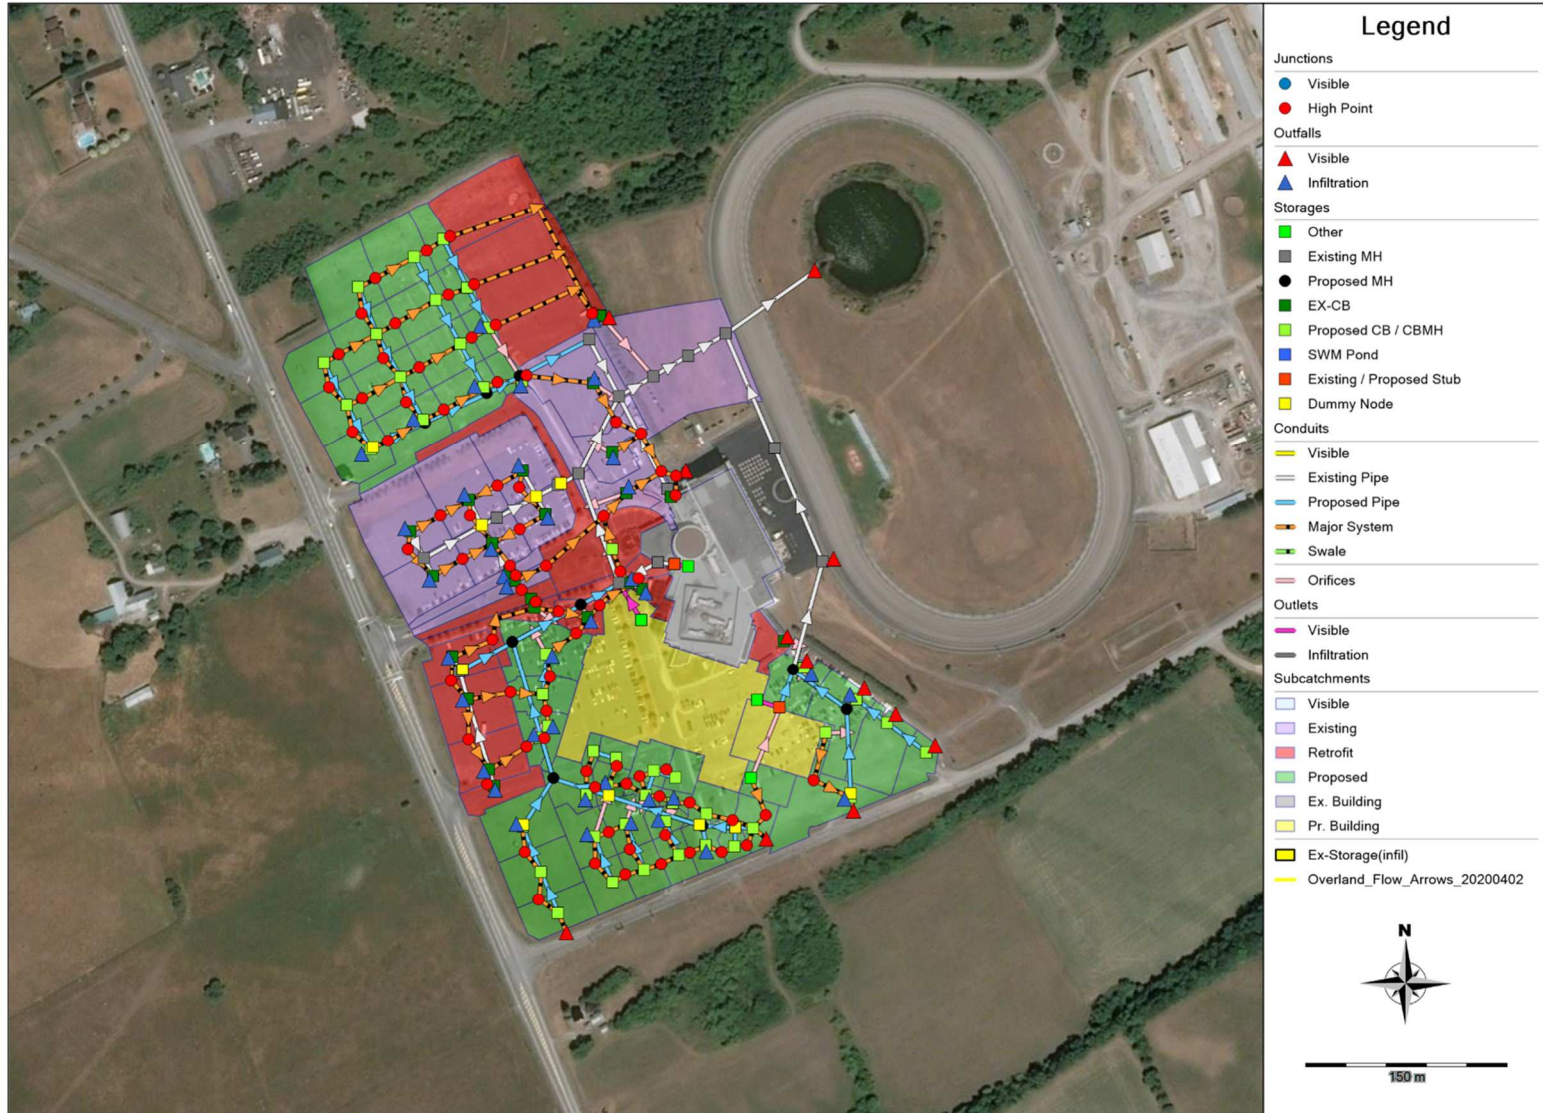 Legend
Junctions
Visible
High Point
Outfalls
Visible
Infiltration
Storages
Other
Existing MH
Proposed MH
EX-CB
Proposed CB / CBMH
SWM Pond
Existing / Proposed Stub
Dummy Node
Conduits
Visible
Existing Pipe
Proposed Pipe
Major System
Swale
Orifices
Outlets
Visible
Infiltration
Subcatchments
Visible
Existing
Retrofit
Proposed
Ex. Building
Pr. Building
Ex-Storage(infil)
Overland_Flow_Arrows_20200402
N
150 m